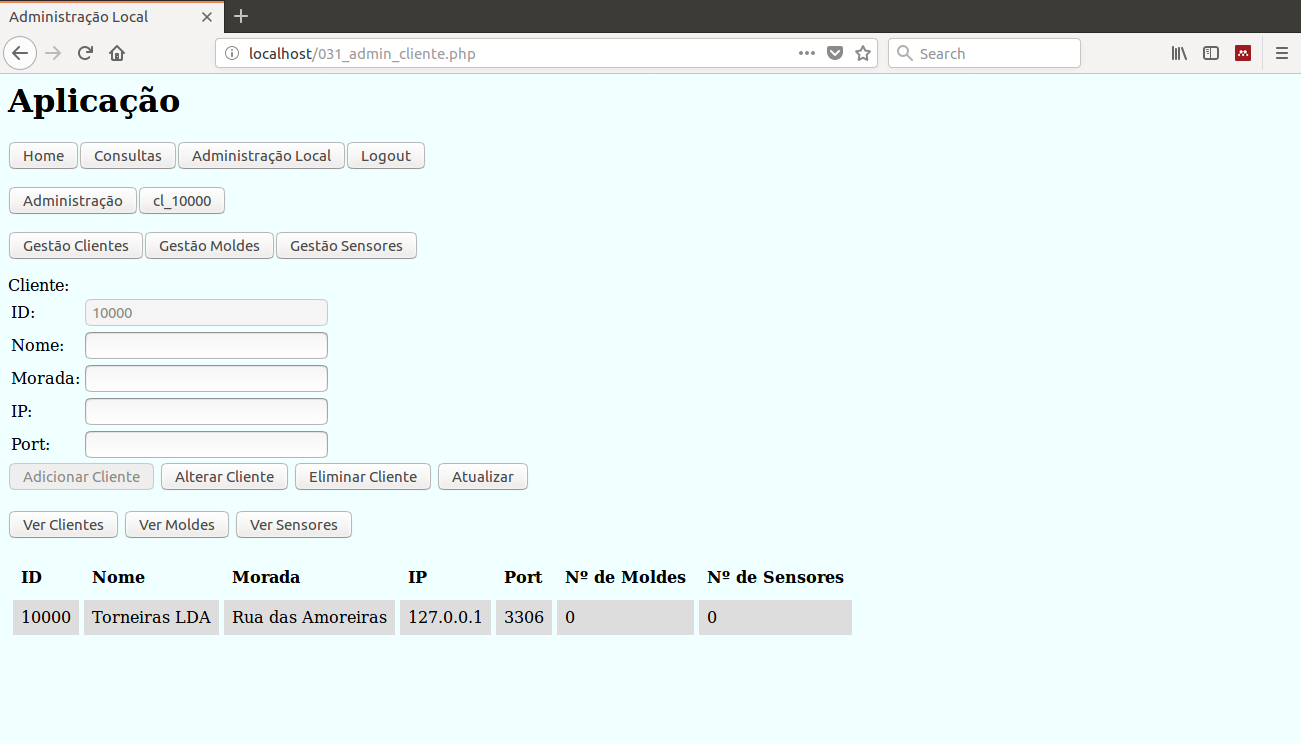 Administração Local
localhost/031_admin_cliente.php
Search
Aplicação
Home Consultas Administração Local Logout
Administração cl_10000
Gestão Clientes Gestão Moldes Gestão Sensores
Cliente:
ID: 10000
Nome:
Morada:
IP:
Port:
Adicionar Cliente Alterar Cliente Eliminar Cliente Atualizar
Ver Clientes Ver Moldes Ver Sensores
ID Nome Morada IP Port Nº de Moldes Nº de Sensores
10000 Torneiras LDA Rua das Amoreiras 127.0.0.1 3306 0 0